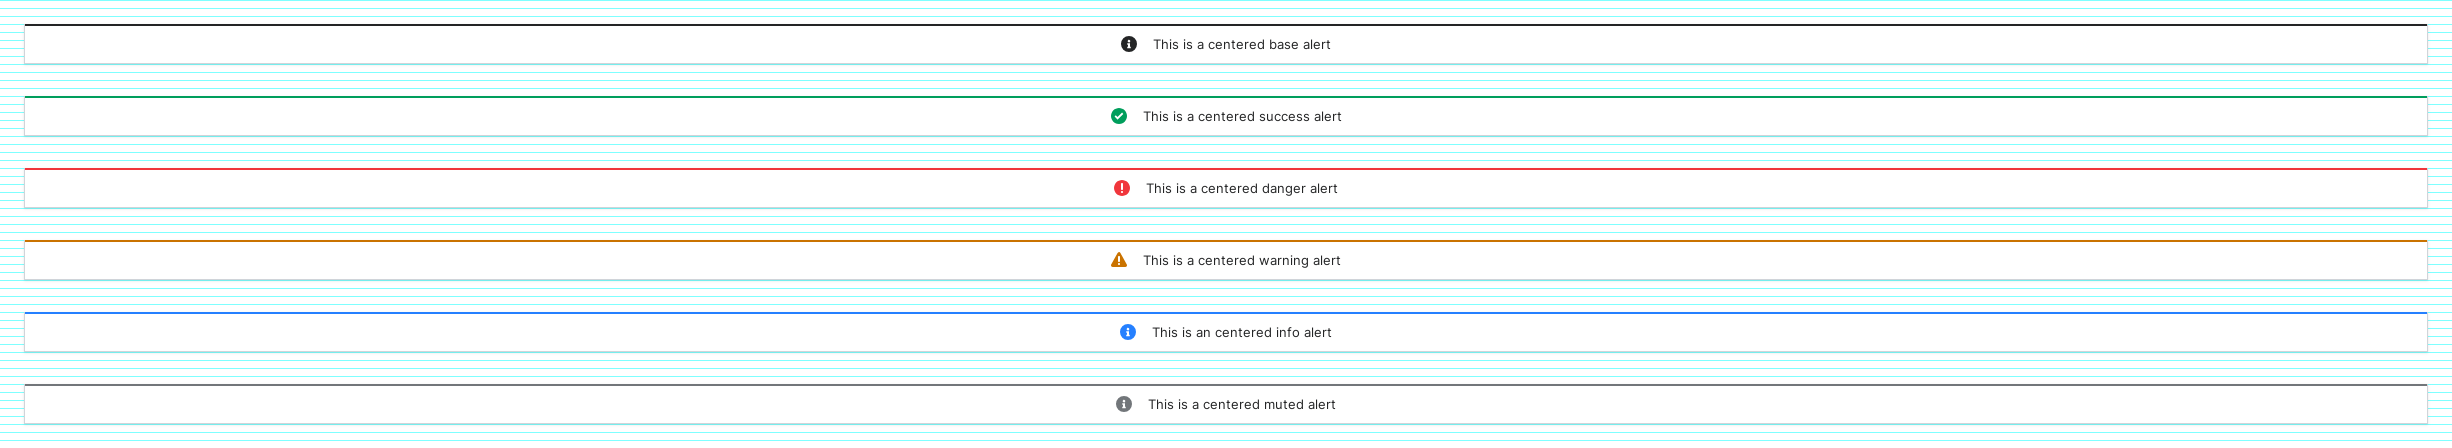 This is a centered base alert
This is a centered success alert
This is a centered danger alert
This is a centered warning alert
This is an centered info alert
This is a centered muted alert